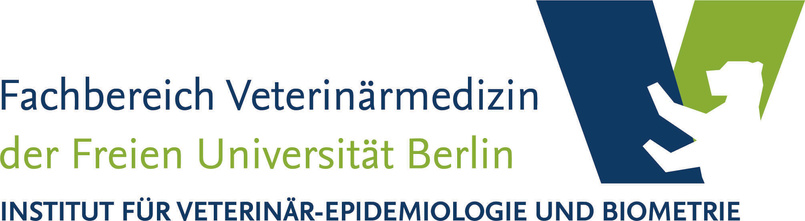 Fachbereich Veterinärmedizin
der Freien Universität Berlin
INSTITUT FÜR VETERINÄR-EPIDEMIOLOGIE UND BIOMETRIE